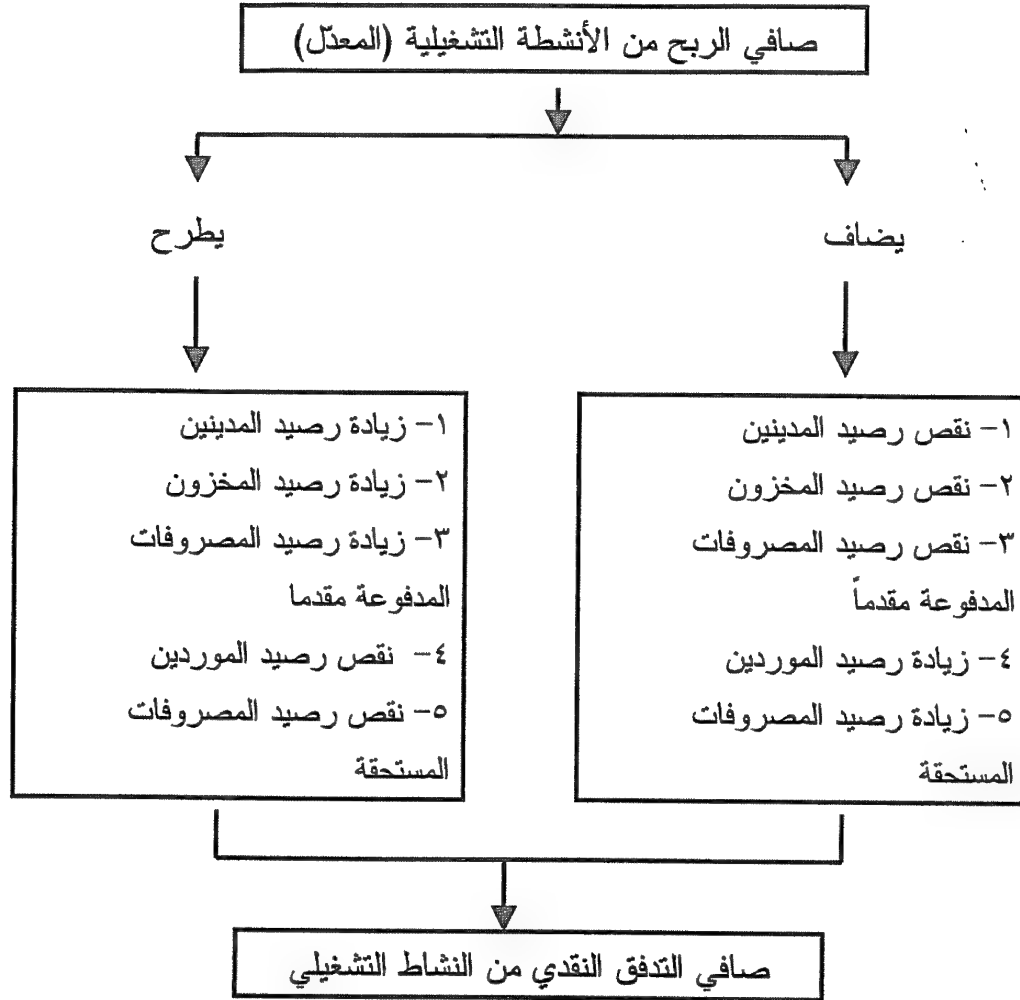 صافي الربح من الأنشطة التشغيلية (المعدّل)
يضاف
يطرح
١- نقص رصيد المدينين
٢- نقص رصيد المخزون
٣- نقص رصيد المصروفات
المدفوعة مقدماً
٤- زيادة رصيد الموردين
٥- زيادة رصيد المصروفات
المستحقة
١- زيادة رصيد المدينين
٢- زيادة رصيد المخزون
٣- زيادة رصيد المصروفات
المدفوعة مقدما
٤- نقص رصيد الموردين
٥- نقص رصيد المصروفات
المستحقة
صافي التدفق النقدي من النشاط التشغيلي